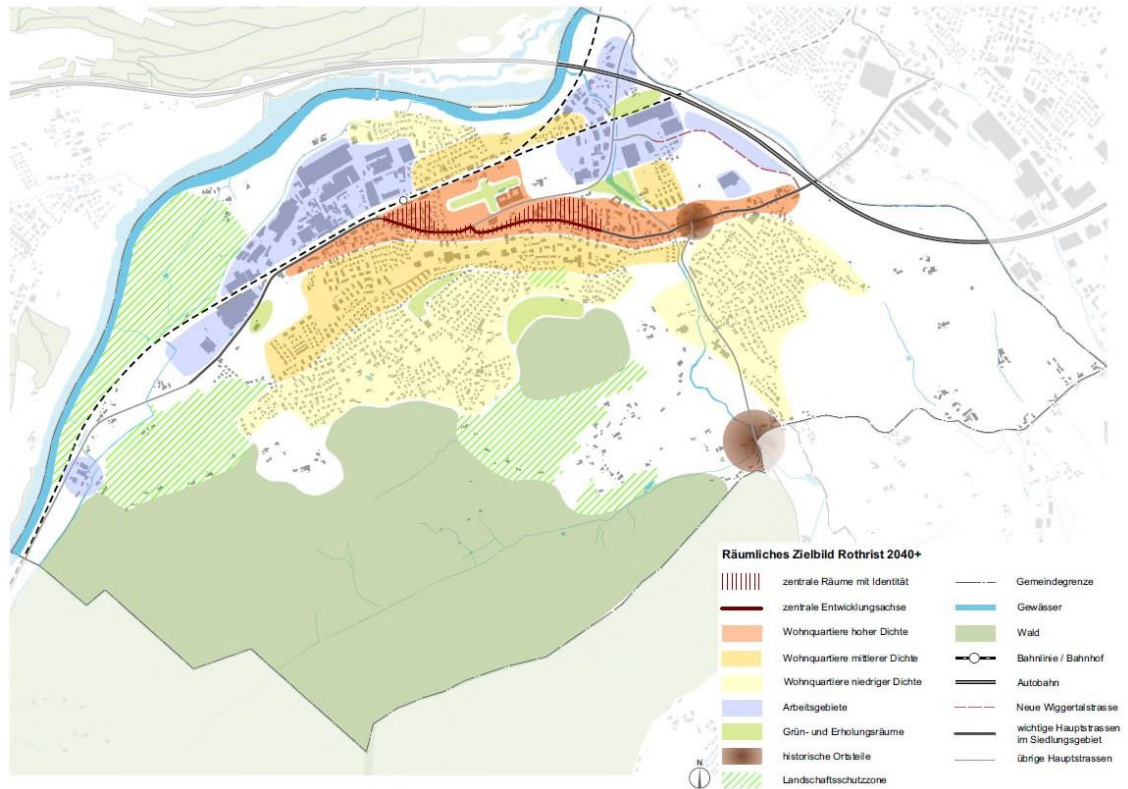 Räumliches Zielbild Rothrist 2040+
zentrale Räume mit Identität
zentrale Entwicklungsachse
Wohnquartiere hoher Dichte
Wohnquartiere mittlerer Dichte
Wohnquartiere niedriger Dichte
Arbeitsgebiete
Grün- und Erholungsräume
historische Ortsteile
Landschaftsschutzzone
Gemeindegrenze
Gewässer
Wald
Bahnlinie / Bahnhof
Autobahn
Neue Wiggertalstrasse
wichtige Hauptstrassen
im Siedlungsgebiet
übrige Hauptstrassen
N